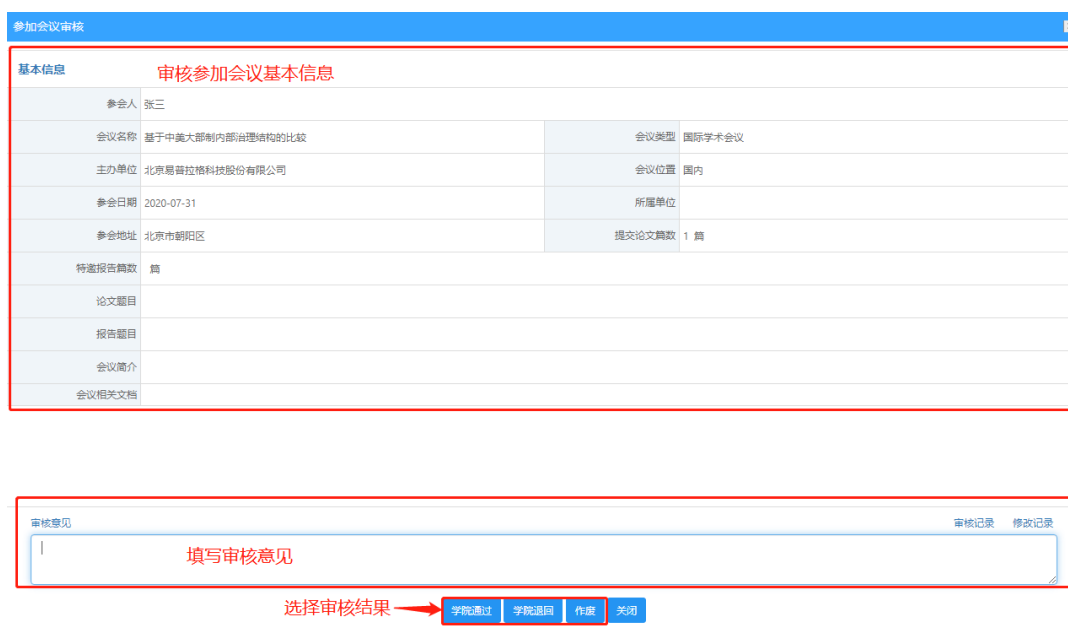 参加会议审核
基本信息 审核参加会议基本信息
参会人 张三
会议名称 基于中美大部制内部治理结构的比较 会议类型 国际学术会议
主办单位 北京易普拉格科技股份有限公司 会议位置 国内
参会日期 2020-07-31 所属单位
参会地址 北京市朝阳区 提交论文篇数 1 篇
特邀报告篇数 篇
论文题目
报告题目
会议简介
会议相关文档
审核意见 审核记录 修改记录
填写审核意见
选择审核结果 学院通过 学院退回 作废 关闭